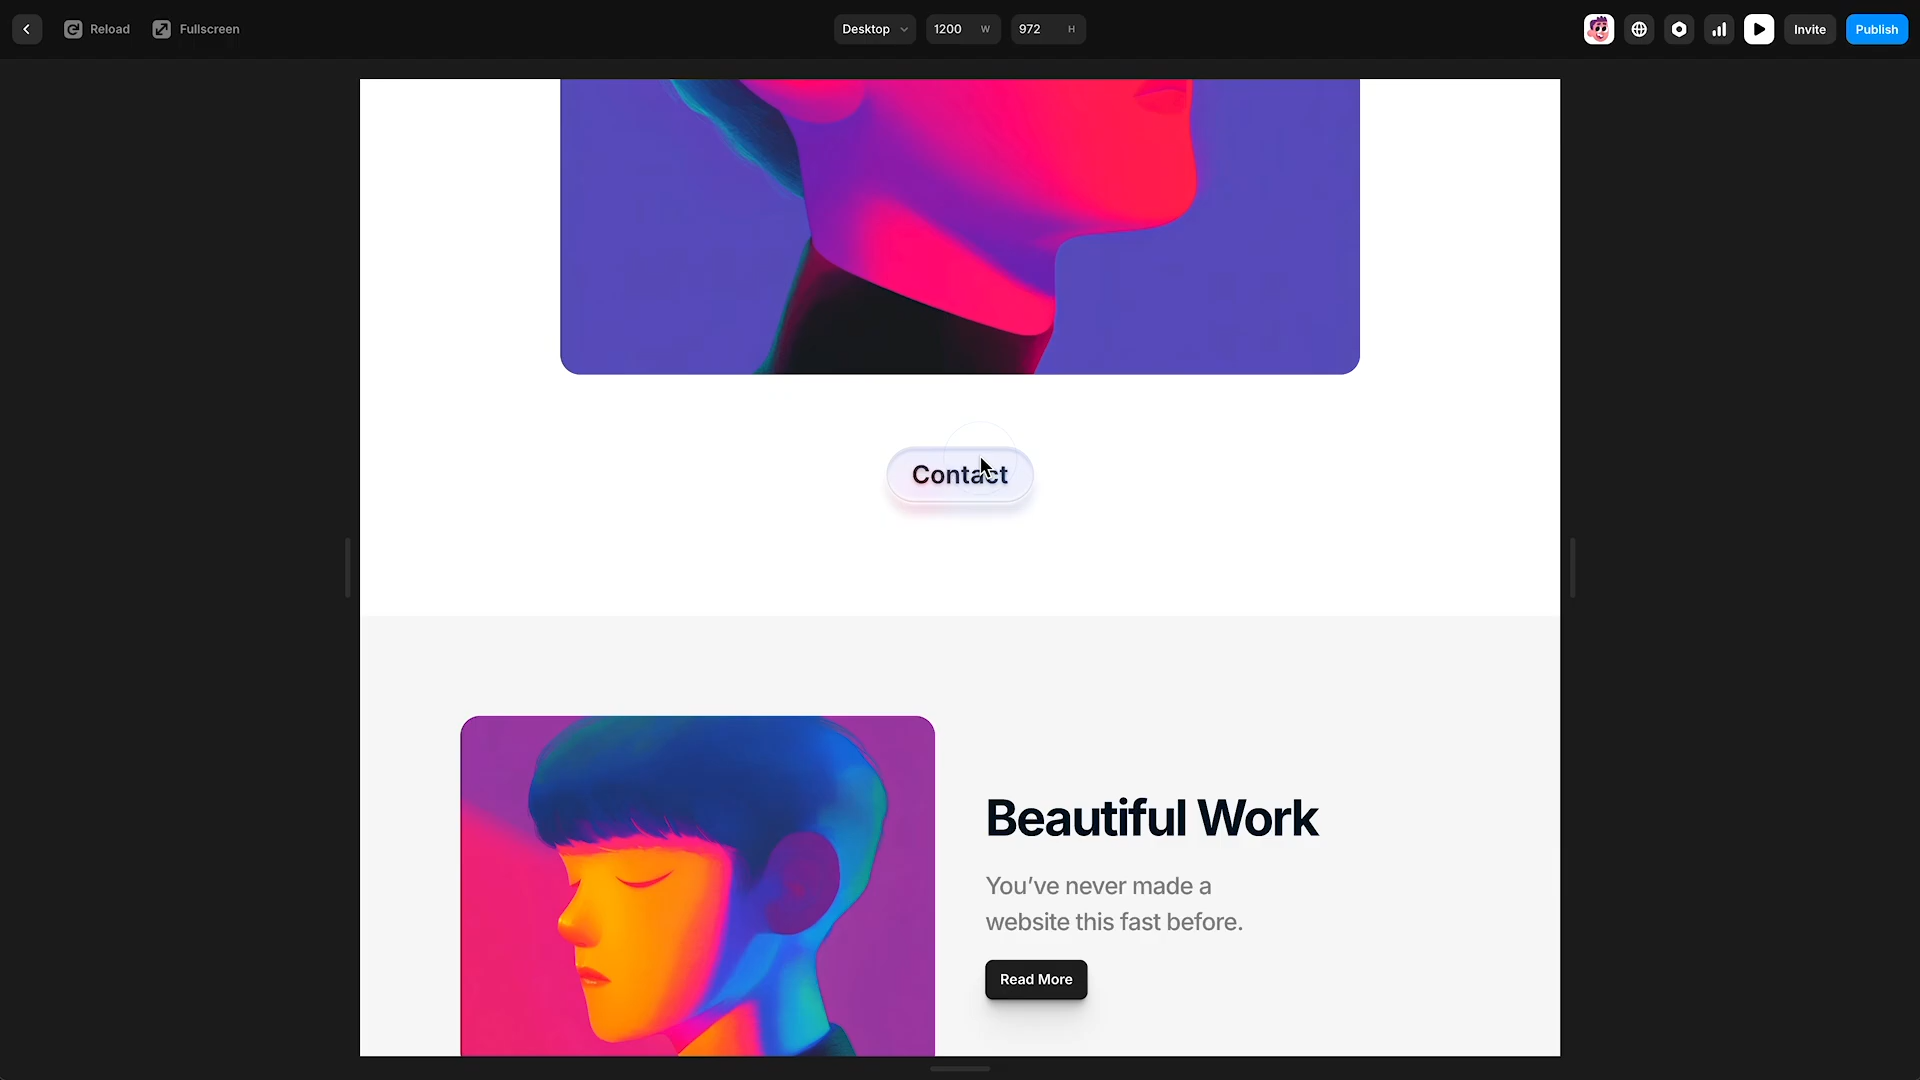 Reload
Fullscreen
Desktop
1200 W
972 H
Invite
Publish
Contact
Beautiful Work
You’ve never made a
website this fast before.
Read More